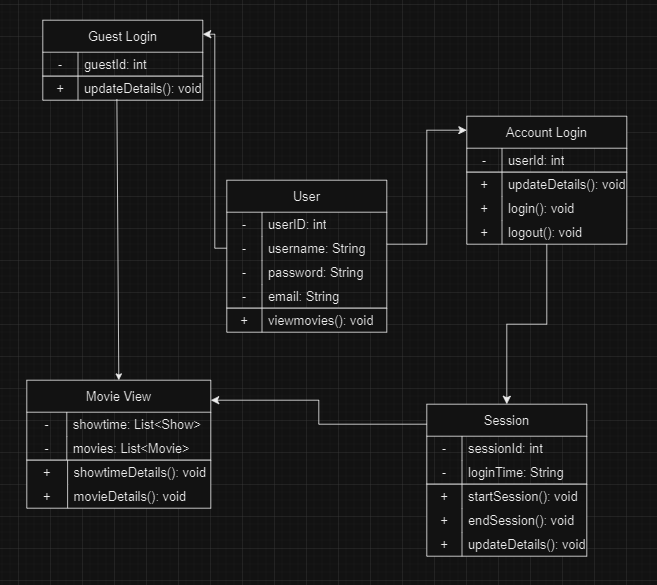 Guest Login
- guestId: int
+ updateDetails(): void
Account Login
- userId: int
+ updateDetails(): void
+ login(): void
+ logout(): void
User
- userID: int
- username: String
- password: String
- email: String
+ viewmovies(): void
Movie View
- showtime: List<Show>
- movies: List<Movie>
+ showtimeDetails(): void
+ movieDetails(): void
Session
- sessionId: int
- loginTime: String
+ startSession(): void
+ endSession(): void
+ updateDetails(): void